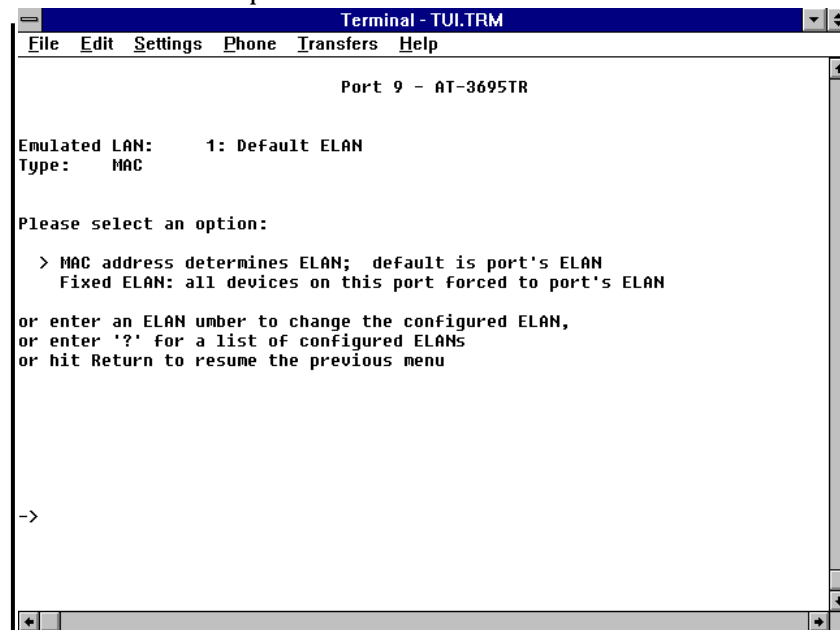 Terminal - TUI.TRM
File Edit Settings Phone Transfers Help
Port 9 - AT-3695TR
Emulated LAN: 1: Default ELAN
Type: MAC
Please select an option:
> MAC address determines ELAN; default is port's ELAN
Fixed ELAN: all devices on this port forced to port's ELAN
or enter an ELAN umber to change the configured ELAN,
or enter '?' for a list of configured ELANs
or hit Return to resume the previous menu
->